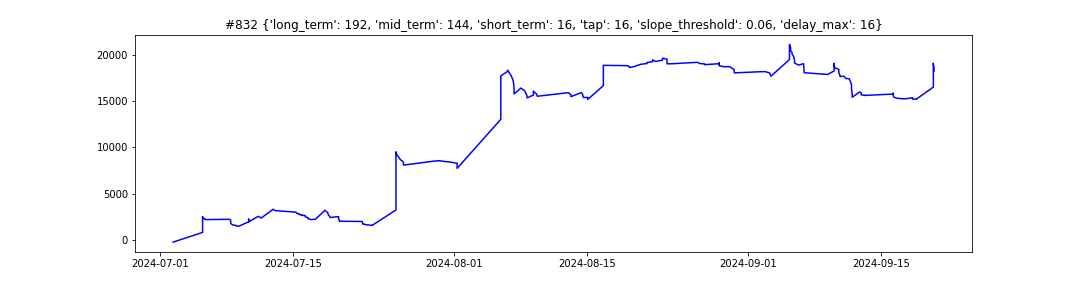 #832 {'long_term': 192, 'mid_term': 144, 'short_term': 16, 'tap': 16, 'slope_threshold': 0.06, 'delay_max': 16}
20000
15000
10000
5000
0
2024-07-01 2024-07-15 2024-08-01 2024-08-15 2024-09-01 2024-09-15